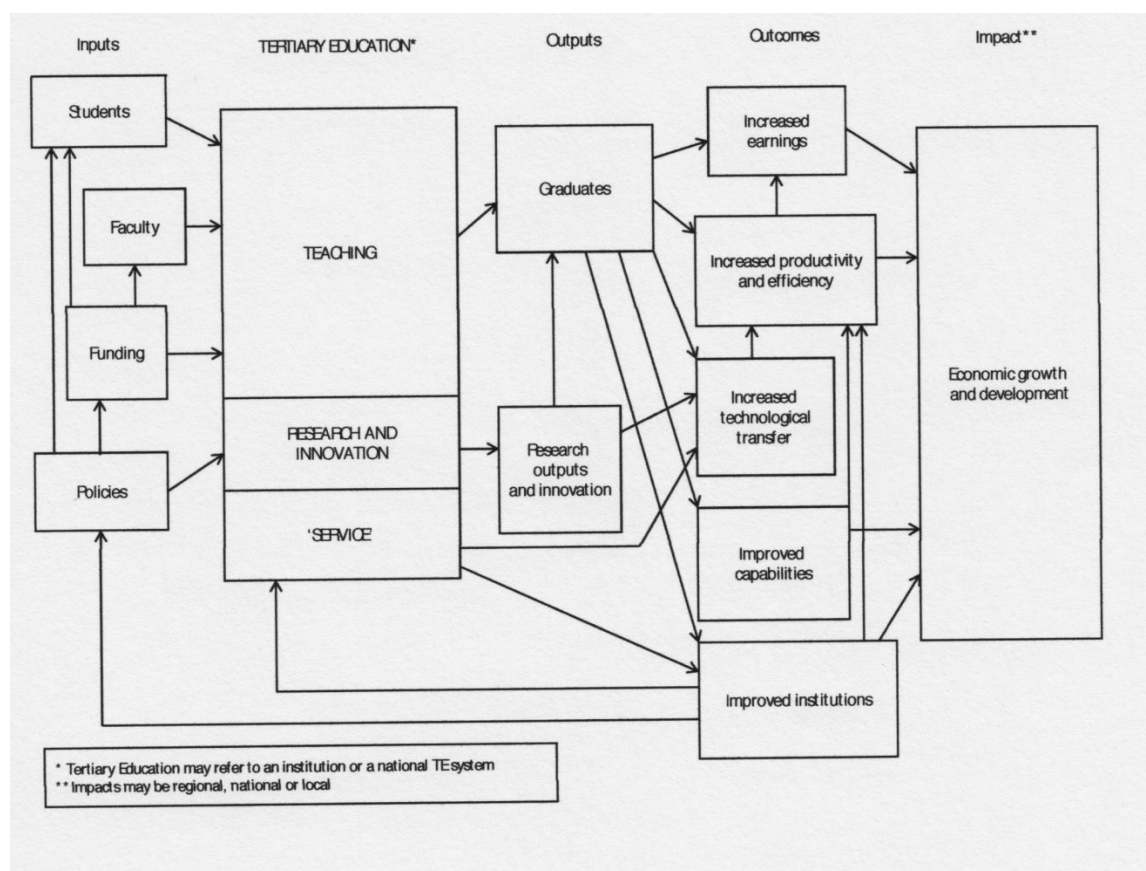 Inputs
TERTIARY EDUCATION*
Outputs
Outcomes
Impact**
Students
Faculty
Funding
Policies
TEACHING
RESEARCH AND
INNOVATION
'SERVICE'
Graduates
Research
outputs
and innovation
Increased
earnings
Increased productivity
and efficiency
Increased
technological
transfer
Improved
capabilities
Improved institutions
Economic growth
and development
* Tertiary Education may refer to an institution or a national TE system
** Impacts may be regional, national or local